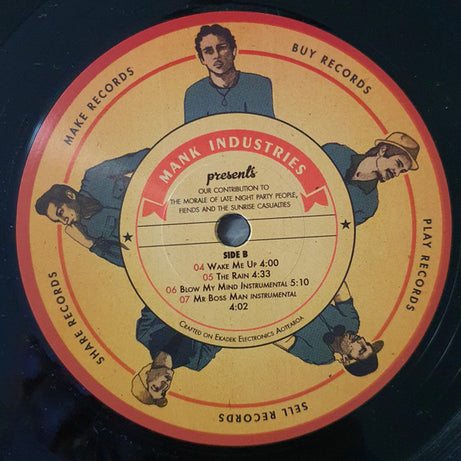 MAKE RECORDS
BUY RECORDS
PLAY RECORDS
SELL RECORDS
SHARE RECORDS
MANK INDUSTRIES
presents
OUR CONTRIBUTION TO
THE MORALE OF LATE NIGHT PARTY PEOPLE,
FIENDS AND THE SUNRISE CASUALTIES
SIDE B
04 WAKE ME UP 4:00
05 THE RAIN 4:33
06 BLOW MY MIND INSTRUMENTAL 5:10
07 MR BOSS MAN INSTRUMENTAL
4:02
CRAFTED ON EKADEK ELECTRONICS AOTEAROA